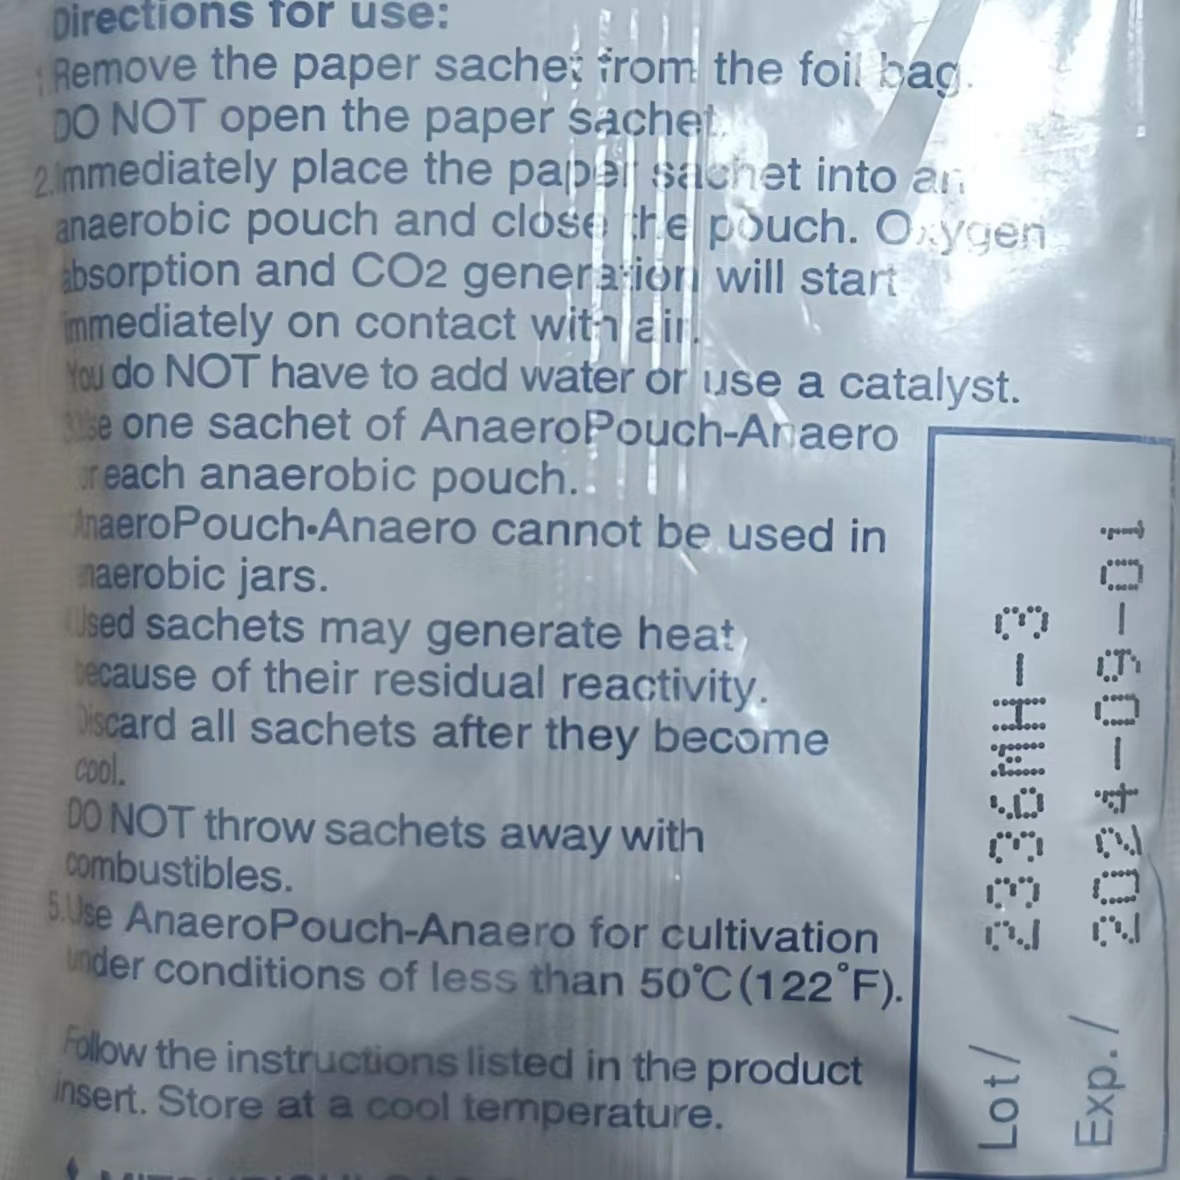 Directions for use:
1 Remove the paper sachet from the foil bag.
DO NOT open the paper sachet.
2.Immediately place the paper sachet into an
anaerobic pouch and close the pouch. Oxygen
absorption and CO2 generation will start
immediately on contact with air.
You do NOT have to add water or use a catalyst.
3.Use one sachet of AnaeroPouch-Anaero
for each anaerobic pouch.
AnaeroPouch•Anaero cannot be used in
anaerobic jars.
4.Used sachets may generate heat
because of their residual reactivity.
Discard all sachets after they become
cool.
DO NOT throw sachets away with
combustibles.
5.Use AnaeroPouch-Anaero for cultivation
under conditions of less than 50℃(122°F).
Follow the instructions listed in the product
insert. Store at a cool temperature.
Lot/ 2336MH-3
Exp./ 2024-09-01